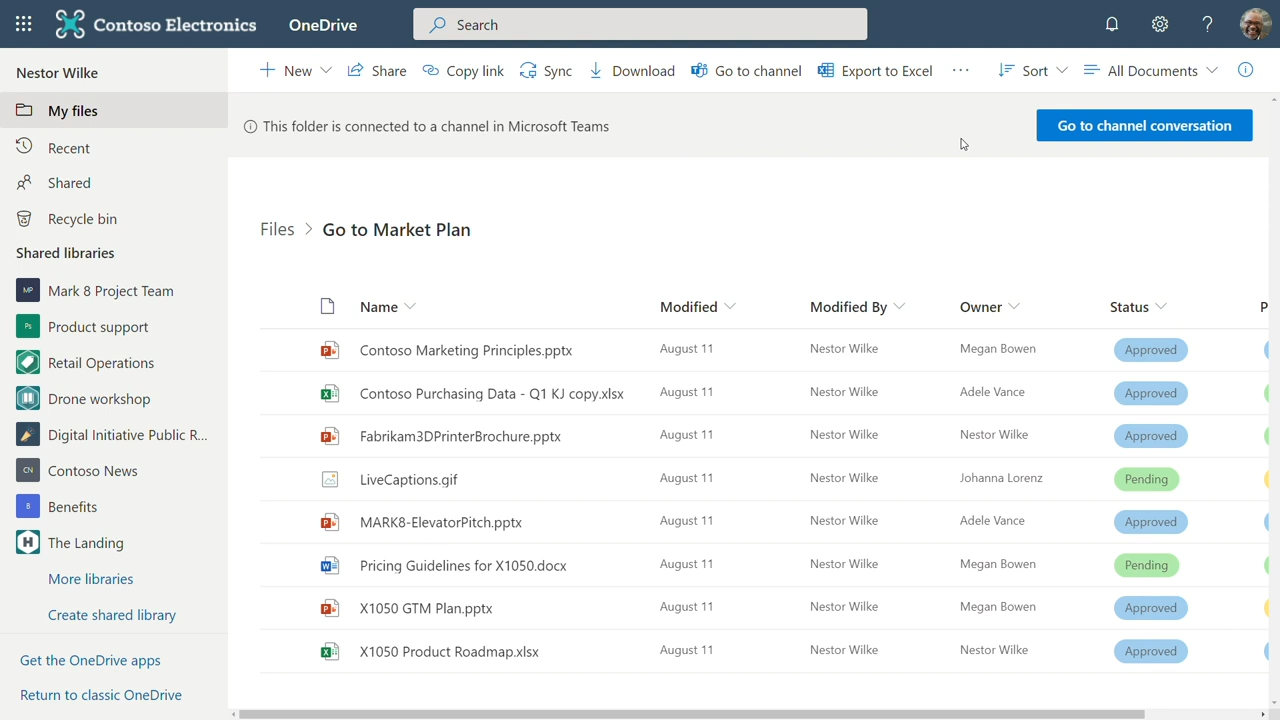 Contoso Electronics OneDrive Search ?
Nestor Wilke
New Share Copy link Sync Download Go to channel Export to Excel ... Sort All Documents
My files
This folder is connected to a channel in Microsoft Teams Go to channel conversation
Recent
Shared
Recycle bin
Shared libraries
MP Mark 8 Project Team
Ps Product support
Retail Operations
Drone workshop
Digital Initiative Public R...
CN Contoso News
B Benefits
H The Landing
More libraries
Create shared library
Get the OneDrive apps
Return to classic OneDrive
Files > Go to Market Plan
Name Modified Modified By Owner Status P
Contoso Marketing Principles.pptx August 11 Nestor Wilke Megan Bowen Approved
Contoso Purchasing Data - Q1 KJ copy.xlsx August 11 Nestor Wilke Adele Vance Approved
Fabrikam3DPrinterBrochure.pptx August 11 Nestor Wilke Nestor Wilke Approved
LiveCaptions.gif August 11 Nestor Wilke Johanna Lorenz Pending
MARK8-ElevatorPitch.pptx August 11 Nestor Wilke Adele Vance Approved
Pricing Guidelines for X1050.docx August 11 Nestor Wilke Megan Bowen Pending
X1050 GTM Plan.pptx August 11 Nestor Wilke Megan Bowen Approved
X1050 Product Roadmap.xlsx August 11 Nestor Wilke Nestor Wilke Approved